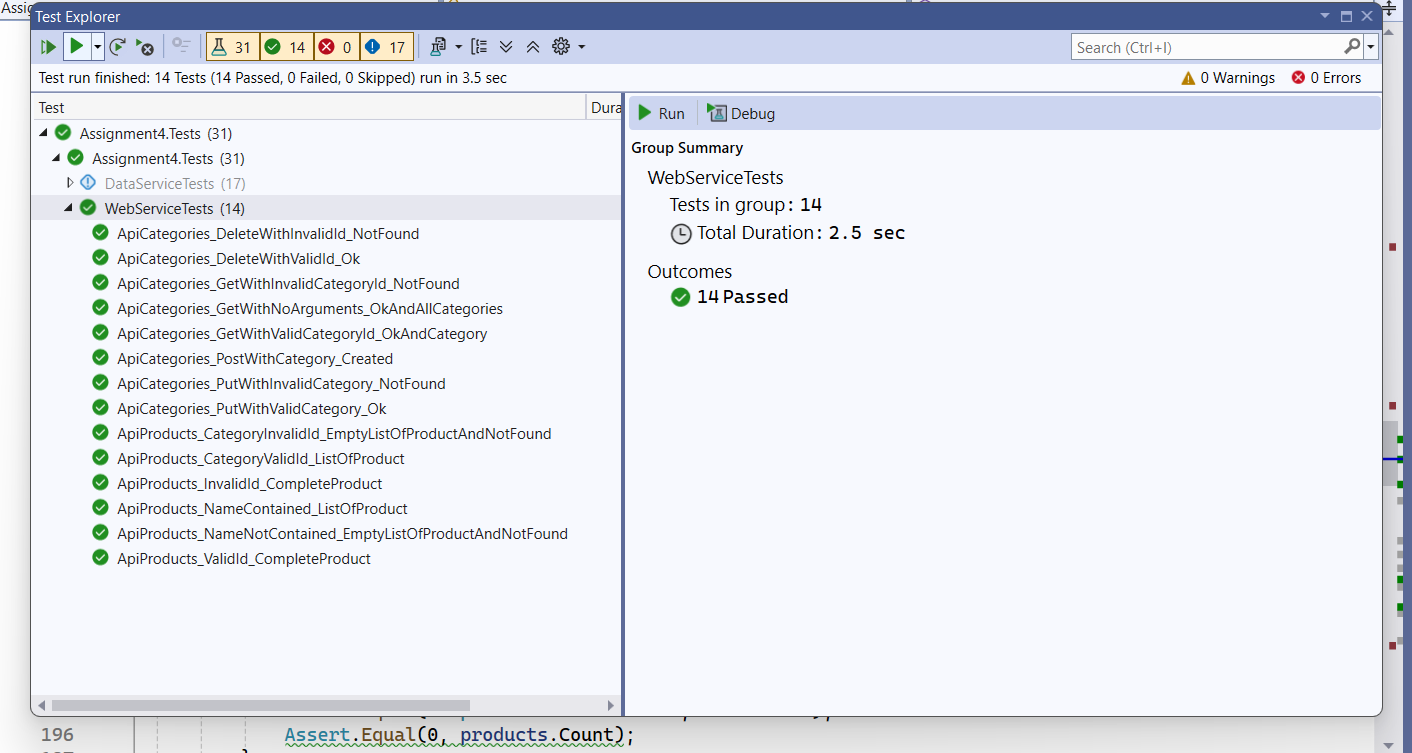 Assig
Test Explorer
31 14 0 17
Search (Ctrl+I)
Test run finished: 14 Tests (14 Passed, 0 Failed, 0 Skipped) run in 3.5 sec
0 Warnings 0 Errors
Test Dura
Assignment4.Tests (31)
Assignment4.Tests (31)
DataServiceTests (17)
WebServiceTests (14)
ApiCategories_DeleteWithInvalidId_NotFound
ApiCategories_DeleteWithValidId_Ok
ApiCategories_GetWithInvalidCategoryId_NotFound
ApiCategories_GetWithNoArguments_OkAndAllCategories
ApiCategories_GetWithValidCategoryId_OkAndCategory
ApiCategories_PostWithCategory_Created
ApiCategories_PutWithInvalidCategory_NotFound
ApiCategories_PutWithValidCategory_Ok
ApiProducts_CategoryInvalidId_EmptyListOfProductAndNotFound
ApiProducts_CategoryValidId_ListOfProduct
ApiProducts_InvalidId_CompleteProduct
ApiProducts_NameContained_ListOfProduct
ApiProducts_NameNotContained_EmptyListOfProductAndNotFound
ApiProducts_ValidId_CompleteProduct
Run Debug
Group Summary
WebServiceTests
Tests in group: 14
Total Duration: 2.5 sec
Outcomes
14 Passed
196 Assert.Equal(0, products.Count);